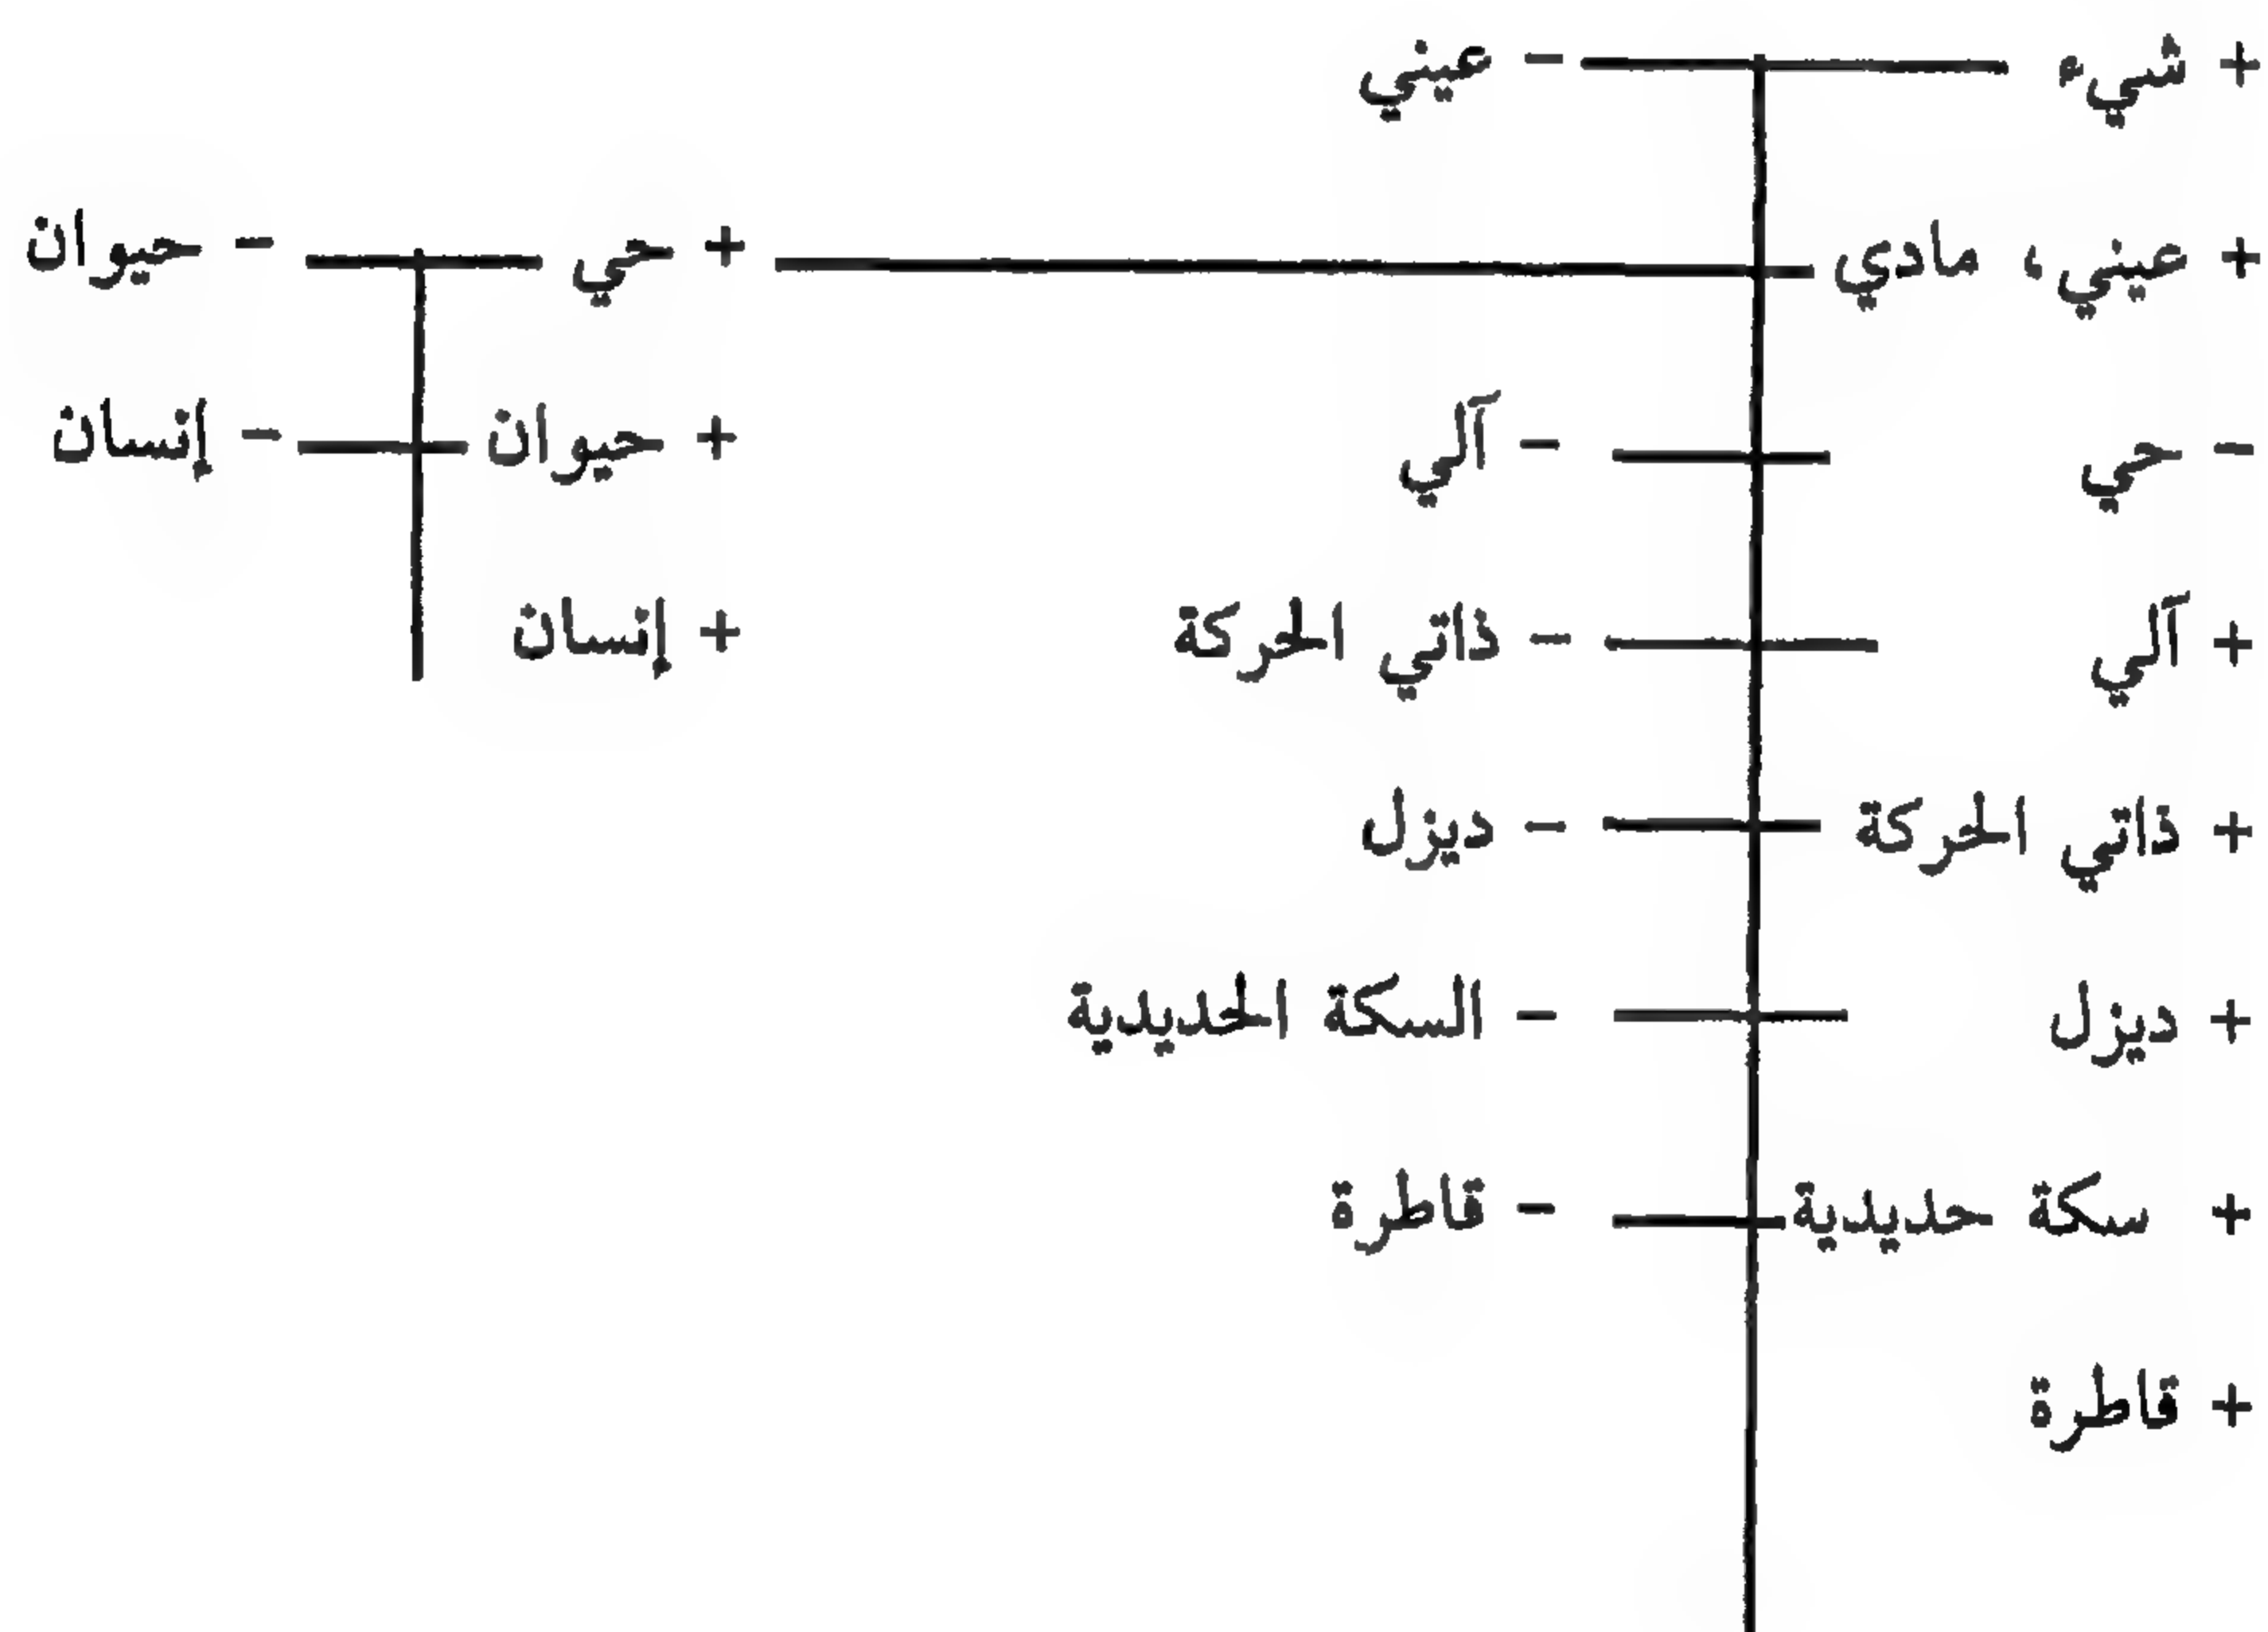 + شيء - عيني
+ عيني، مادي + حي - حيوان
- حي - آلي + حيوان - إنسان
+ آلي - ذاتي الحركة + إنسان
+ ذاتي الحركة - ديزل
+ ديزل - السكة الحديدية
+ سكة حديدية - قاطرة
+ قاطرة